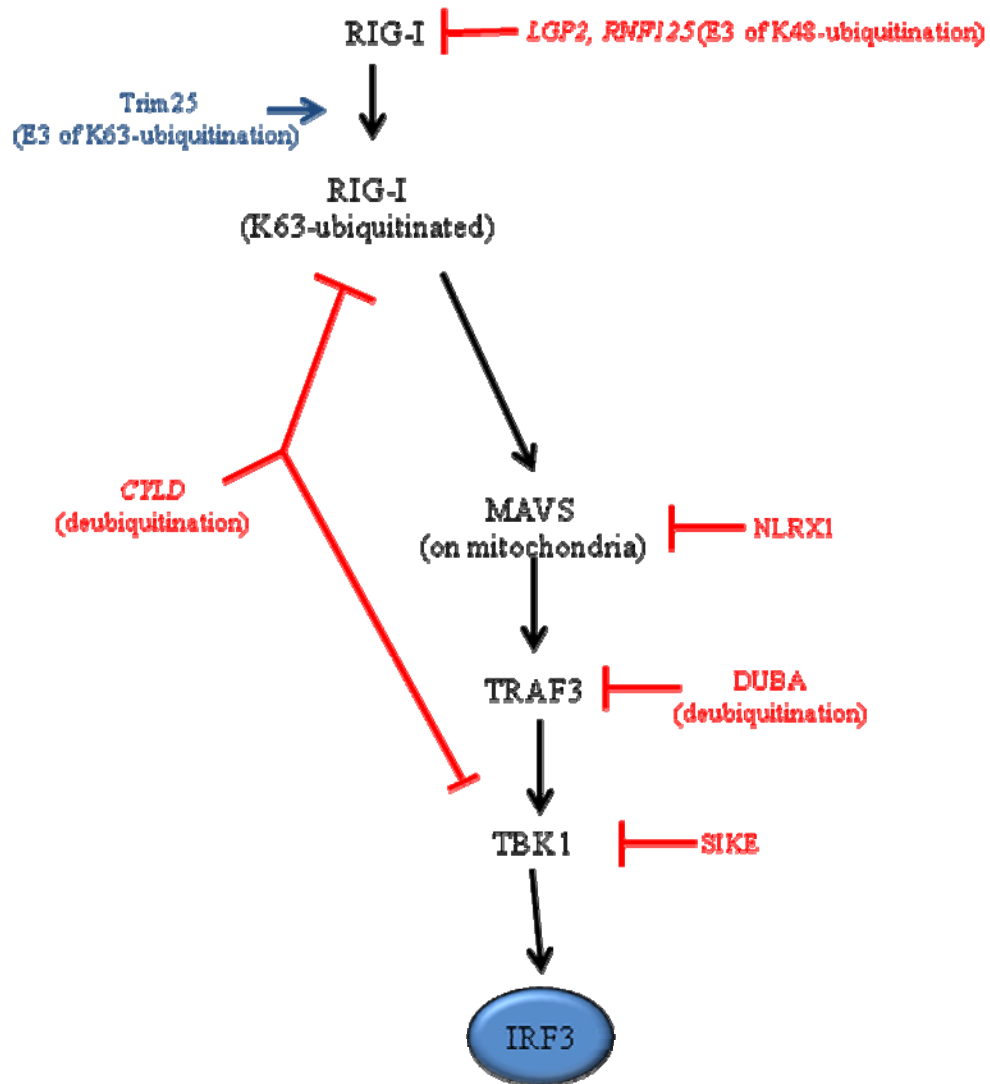 RIG-I
LGP2, RNF125(E3 of K48-ubiquitination)
Trim25
(E3 of K63-ubiquitination)
RIG-I
(K63-ubiquitinated)
CYLD
(deubiquitination)
MAVS
(on mitochondria)
NLRX1
TRAF3
DUBA
(deubiquitination)
TBK1
SIKE
IRF3